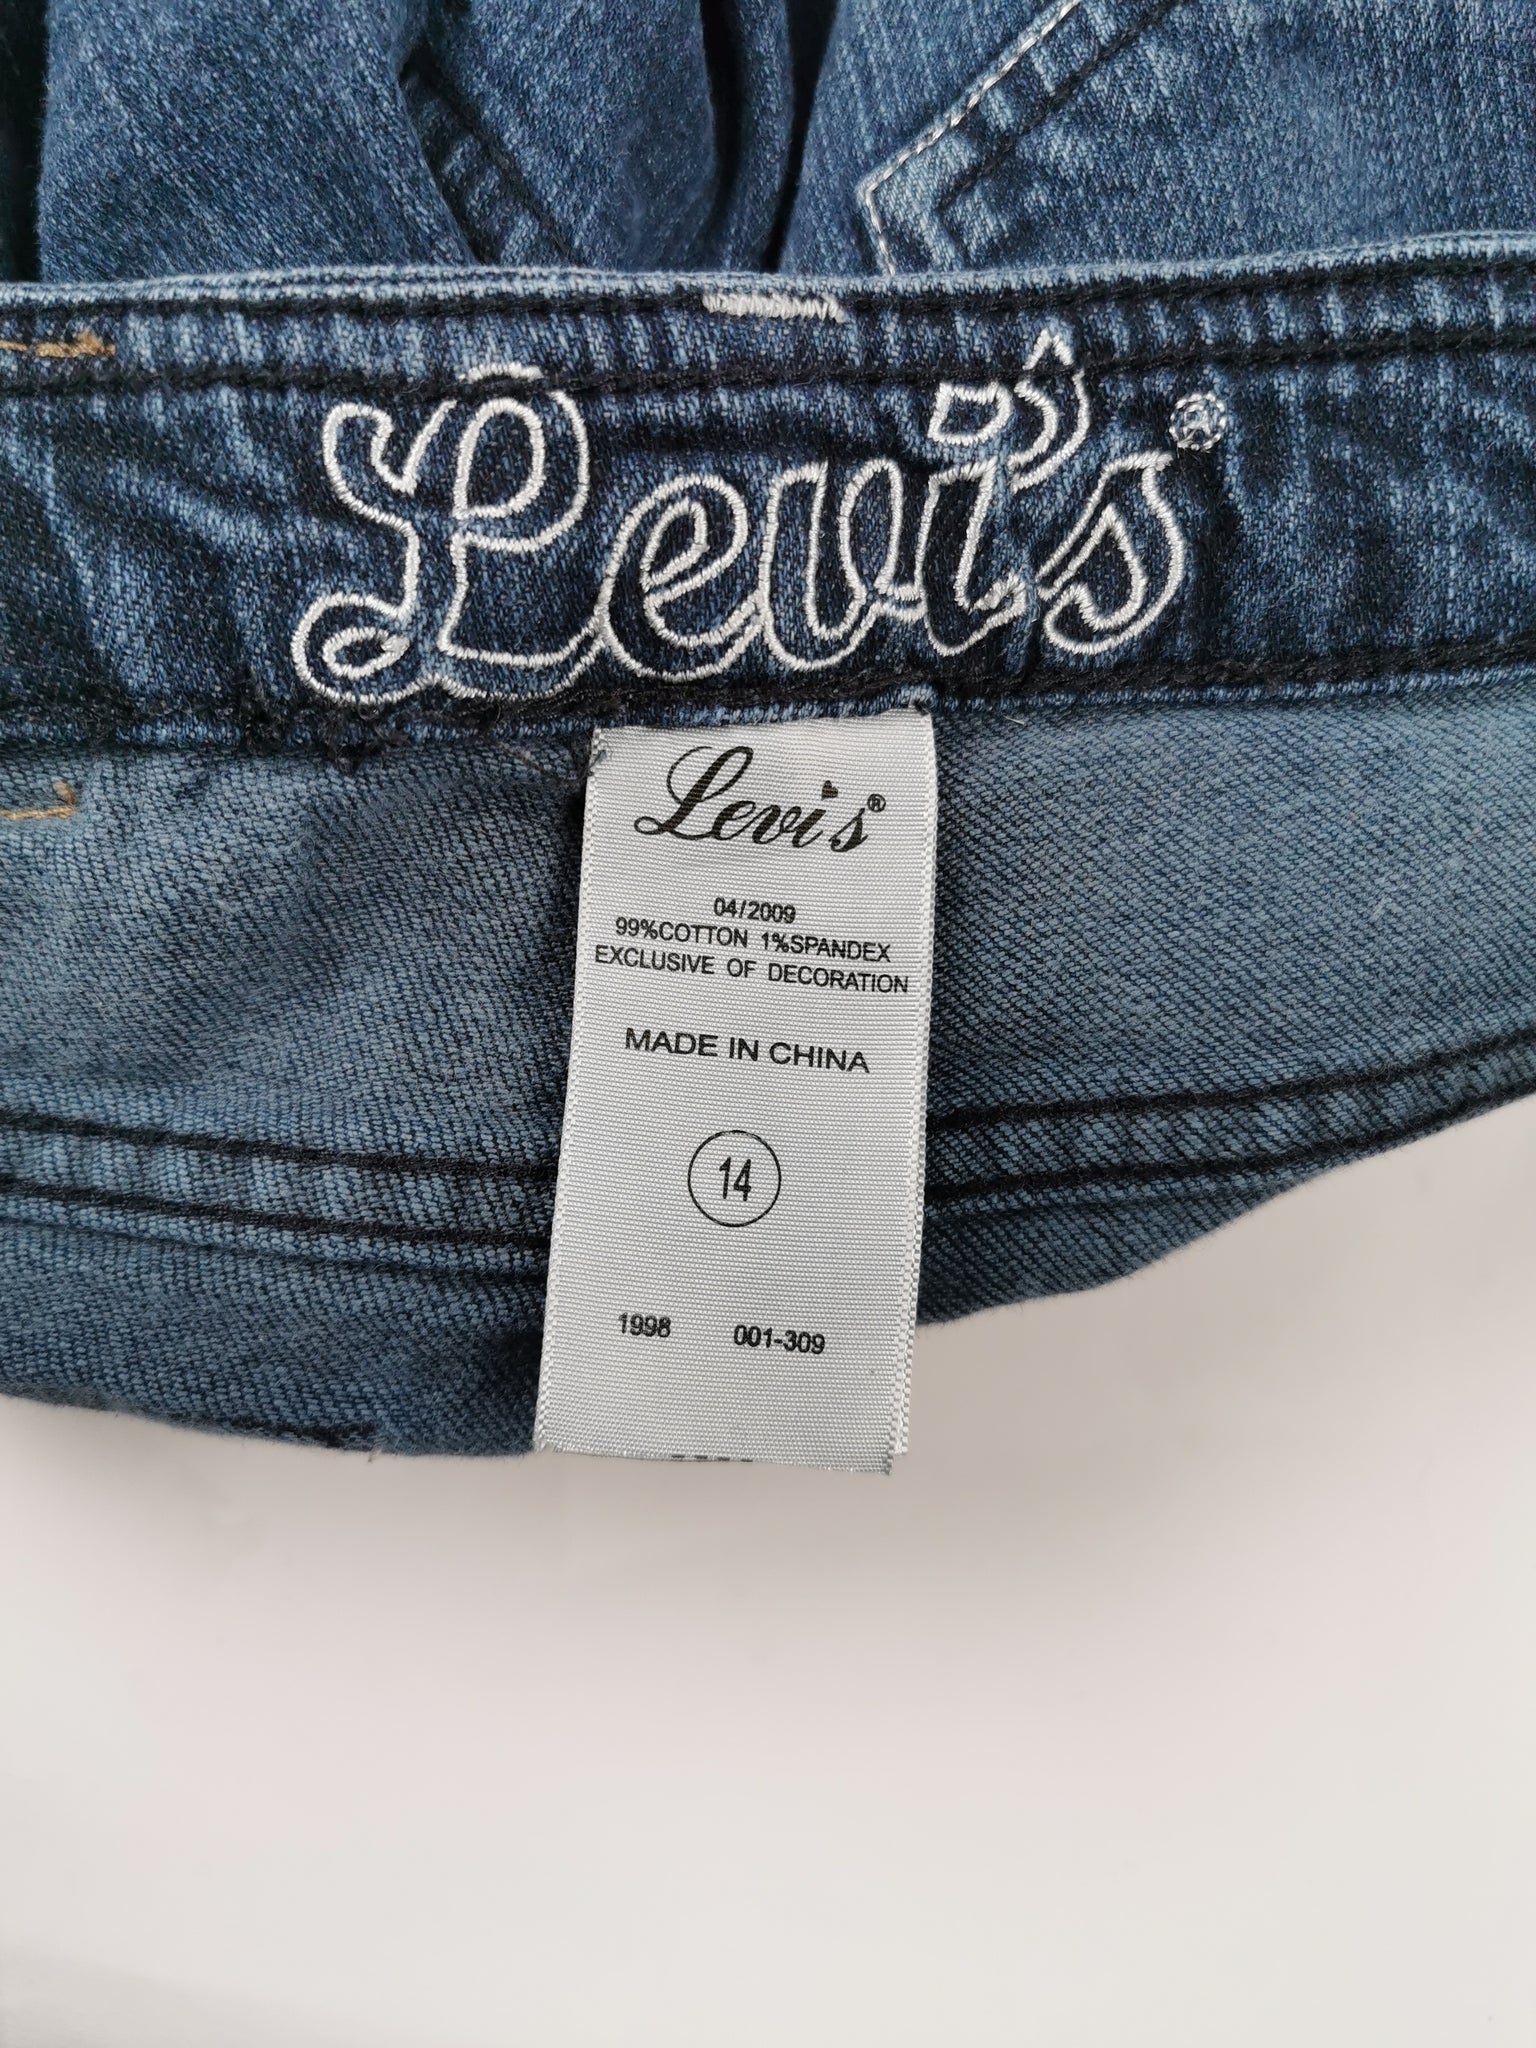 Levi's®
Levi's®
04/2009
99%COTTON 1%SPANDEX
EXCLUSIVE OF DECORATION
MADE IN CHINA
14
1998 001-309